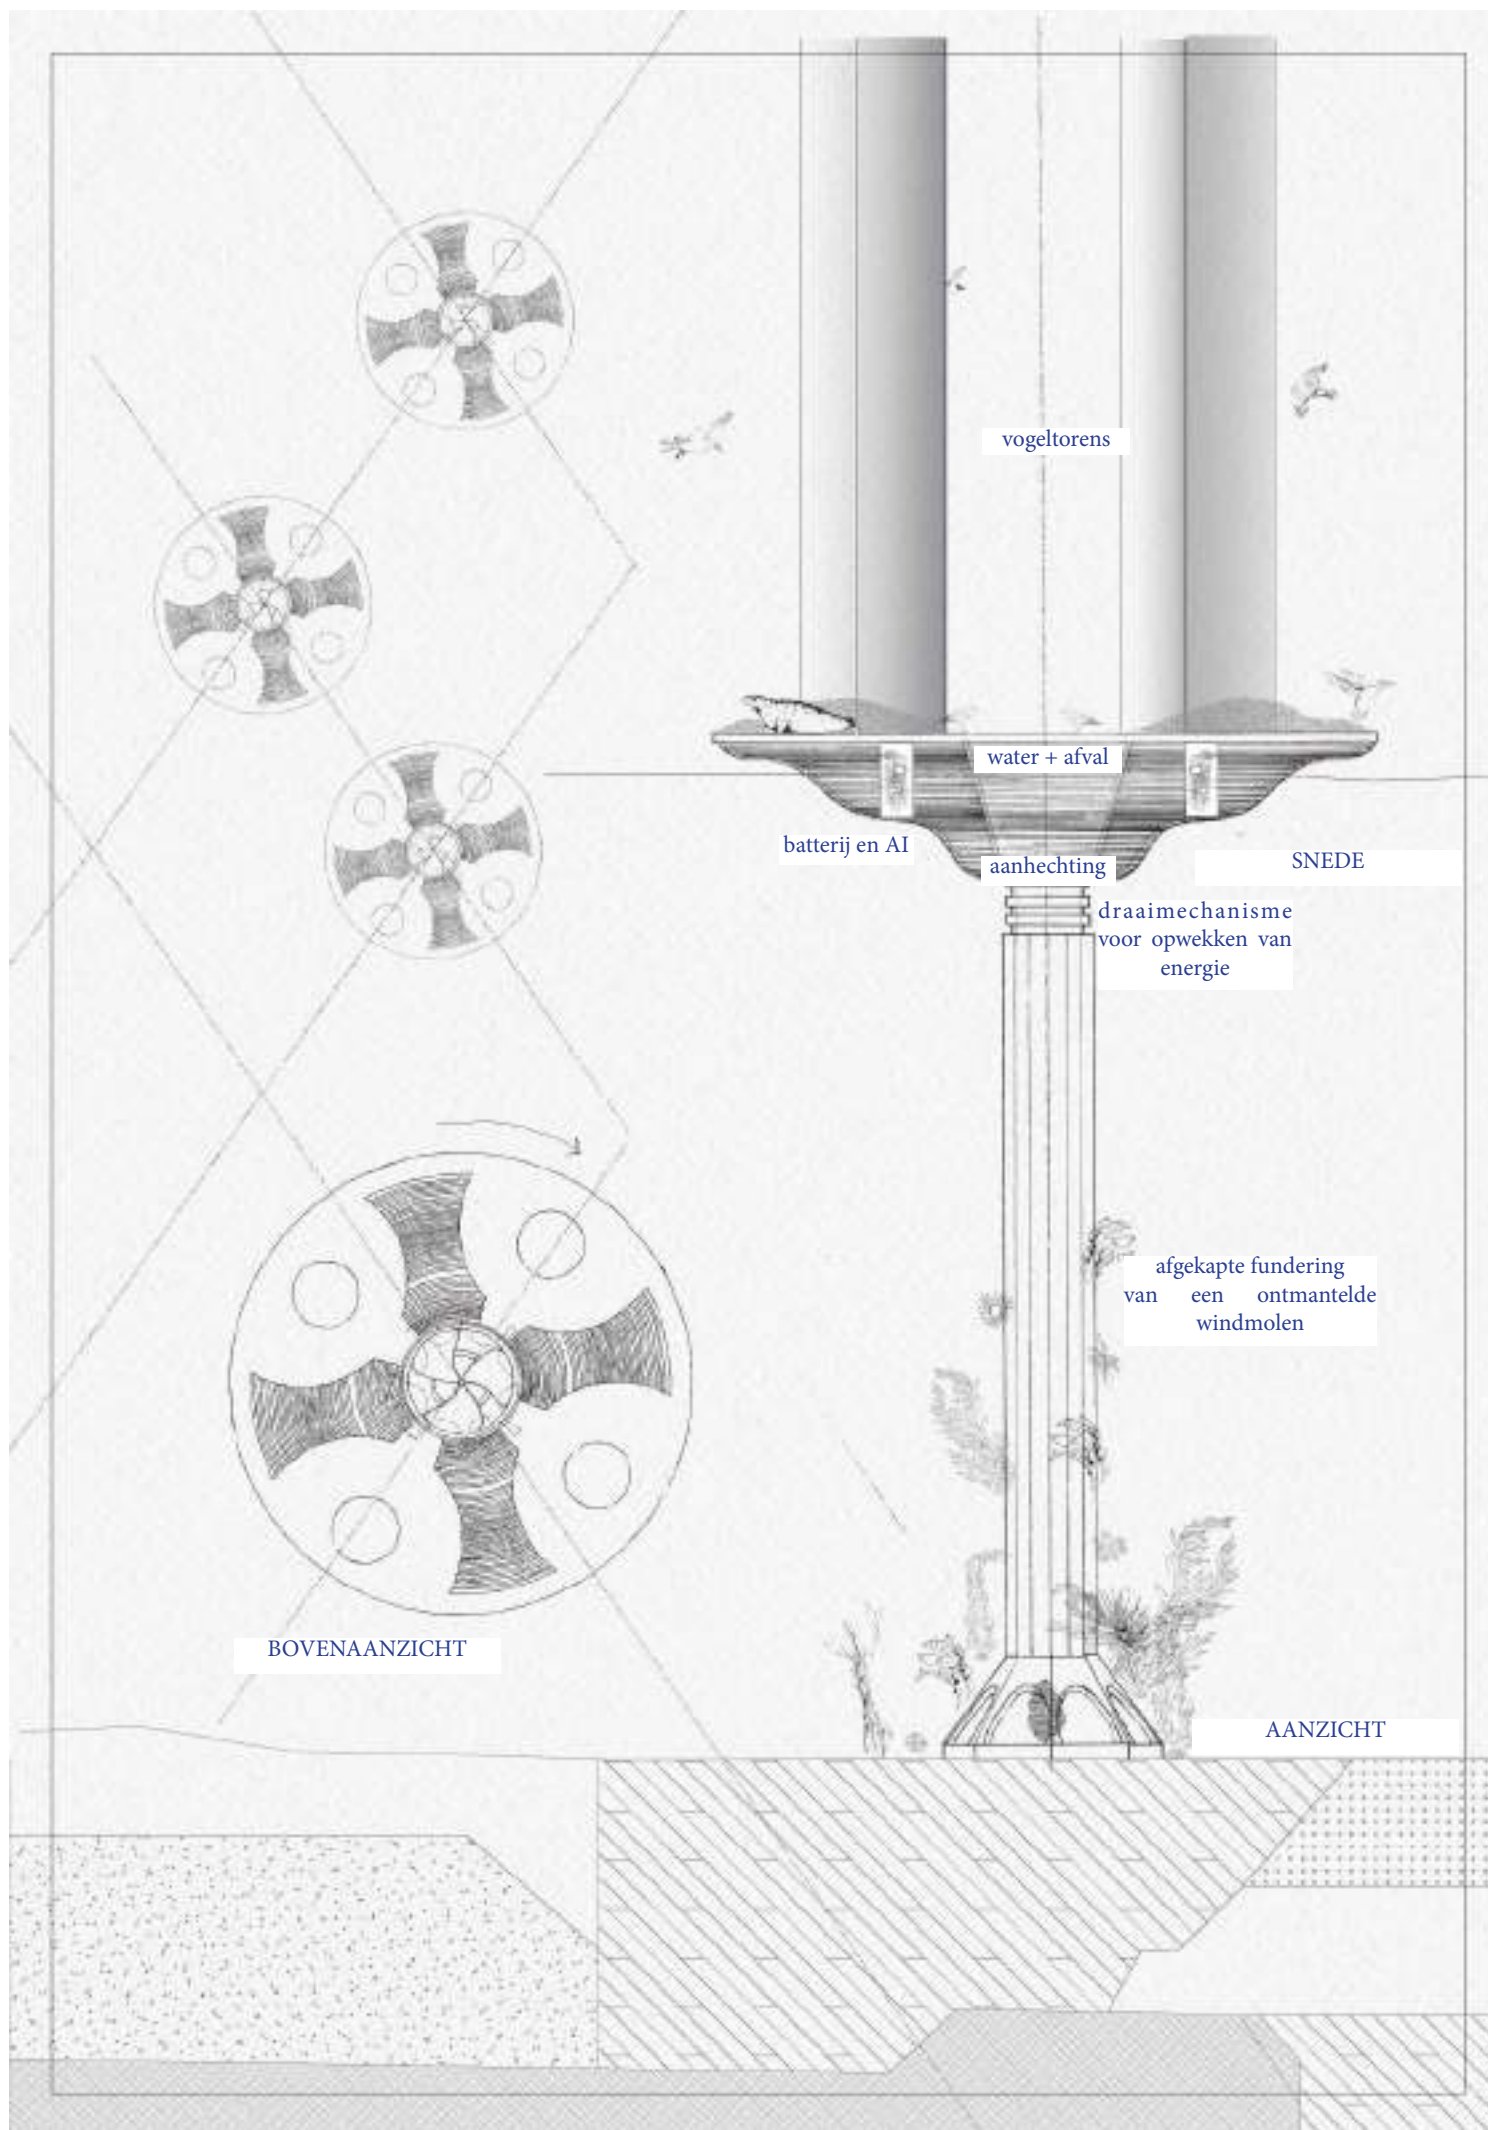 vogeltorens
water + afval
batterij en AI
aanhechting
SNEDE
draaimechanisme
voor opwekken van
energie
afgekapte fundering
van een ontmantelde
windmolen
BOVENAANZICHT
AANZICHT